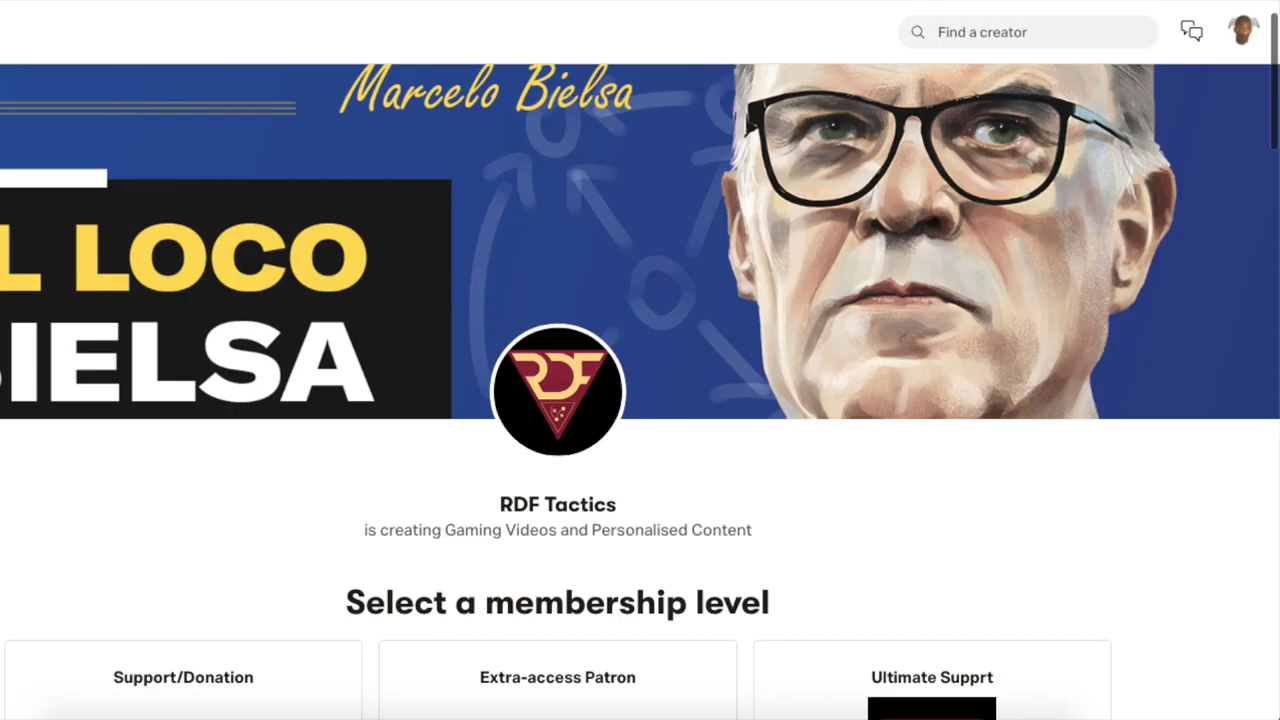 Find a creator
Marcelo Bielsa
L LOCO
BIELSA
RDF
RDF Tactics
is creating Gaming Videos and Personalised Content
Select a membership level
Support/Donation
Extra-access Patron
Ultimate Supprt